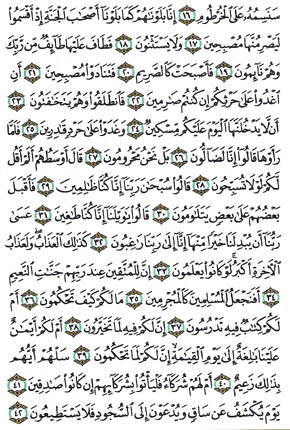 سَنَسِمُهُۥ عَلَى ٱلْخُرْطُومِ ١٦ إِنَّا بَلَوْنَـٰهُمْ كَمَا بَلَوْنَآ أَصْحَـٰبَ ٱلْجَنَّةِ إِذْ أَقْسَمُوا۟
لَيَصْرِمُنَّهَا مُصْبِحِينَ ١٧ وَلَا يَسْتَثْنُونَ ١٨ فَطَافَ عَلَيْهَا طَآئِفٌ مِّن رَّبِّكَ
وَهُمْ نَآئِمُونَ ١٩ فَأَصْبَحَتْ كَٱلصَّرِيمِ ٢٠ فَتَنَادَوْا۟ مُصْبِحِينَ ٢١ أَنِ
ٱغْدُوا۟ عَلَىٰ حَرْثِكُمْ إِن كُنتُمْ صَـٰرِمِينَ ٢٢ فَٱنطَلَقُوا۟ وَهُمْ يَتَخَـٰفَتُونَ ٢٣
أَن لَّا يَدْخُلَنَّهَا ٱلْيَوْمَ عَلَيْكُم مِّسْكِينٌ ٢٤ وَغَدَوْا۟ عَلَىٰ حَرْدٍ قَـٰدِرِينَ ٢٥ فَلَمَّا
رَأَوْهَا قَالُوٓا۟ إِنَّا لَضَآلُّونَ ٢٦ بَلْ نَحْنُ مَحْرُومُونَ ٢٧ قَالَ أَوْسَطُهُمْ أَلَمْ أَقُل
لَّكُمْ لَوْلَا تُسَبِّحُونَ ٢٨ قَالُوا۟ سُبْحَـٰنَ رَبِّنَآ إِنَّا كُنَّا ظَـٰلِمِينَ ٢٩ فَأَقْبَلَ
بَعْضُهُمْ عَلَىٰ بَعْضٍ يَتَلَـٰوَمُونَ ٣٠ قَالُوا۟ يَـٰوَيْلَنَآ إِنَّا كُنَّا طَـٰغِينَ ٣١ عَسَىٰ
رَبُّنَآ أَن يُبْدِلَنَا خَيْرًا مِّنْهَآ إِنَّآ إِلَىٰ رَبِّنَا رَٰغِبُونَ ٣٢ كَذَٰلِكَ ٱلْعَذَابُ ۖ وَلَعَذَابُ
ٱلْـَٔاخِرَةِ أَكْبَرُ ۚ لَوْ كَانُوا۟ يَعْلَمُونَ ٣٣ إِنَّ لِلْمُتَّقِينَ عِندَ رَبِّهِمْ جَنَّـٰتِ ٱلنَّعِيمِ
٣٤ أَفَنَجْعَلُ ٱلْمُسْلِمِينَ كَٱلْمُجْرِمِينَ ٣٥ مَا لَكُمْ كَيْفَ تَحْكُمُونَ ٣٦ أَمْ
لَكُمْ كِتَـٰبٌ فِيهِ تَدْرُسُونَ ٣٧ إِنَّ لَكُمْ فِيهِ لَمَا تَخَيَّرُونَ ٣٨ أَمْ لَكُمْ أَيْمَـٰنٌ
عَلَيْنَا بَـٰلِغَةٌ إِلَىٰ يَوْمِ ٱلْقِيَـٰمَةِ ۙ إِنَّ لَكُمْ لَمَا تَحْكُمُونَ ٣٩ سَلْهُمْ أَيُّهُم
بِذَٰلِكَ زَعِيمٌ ٤٠ أَمْ لَهُمْ شُرَكَآءُ فَلْيَأْتُوا۟ بِشُرَكَآئِهِمْ إِن كَانُوا۟ صَـٰدِقِينَ ٤١
يَوْمَ يُكْشَفُ عَن سَاقٍ وَيُدْعَوْنَ إِلَى ٱلسُّجُودِ فَلَا يَسْتَطِيعُونَ ٤٢